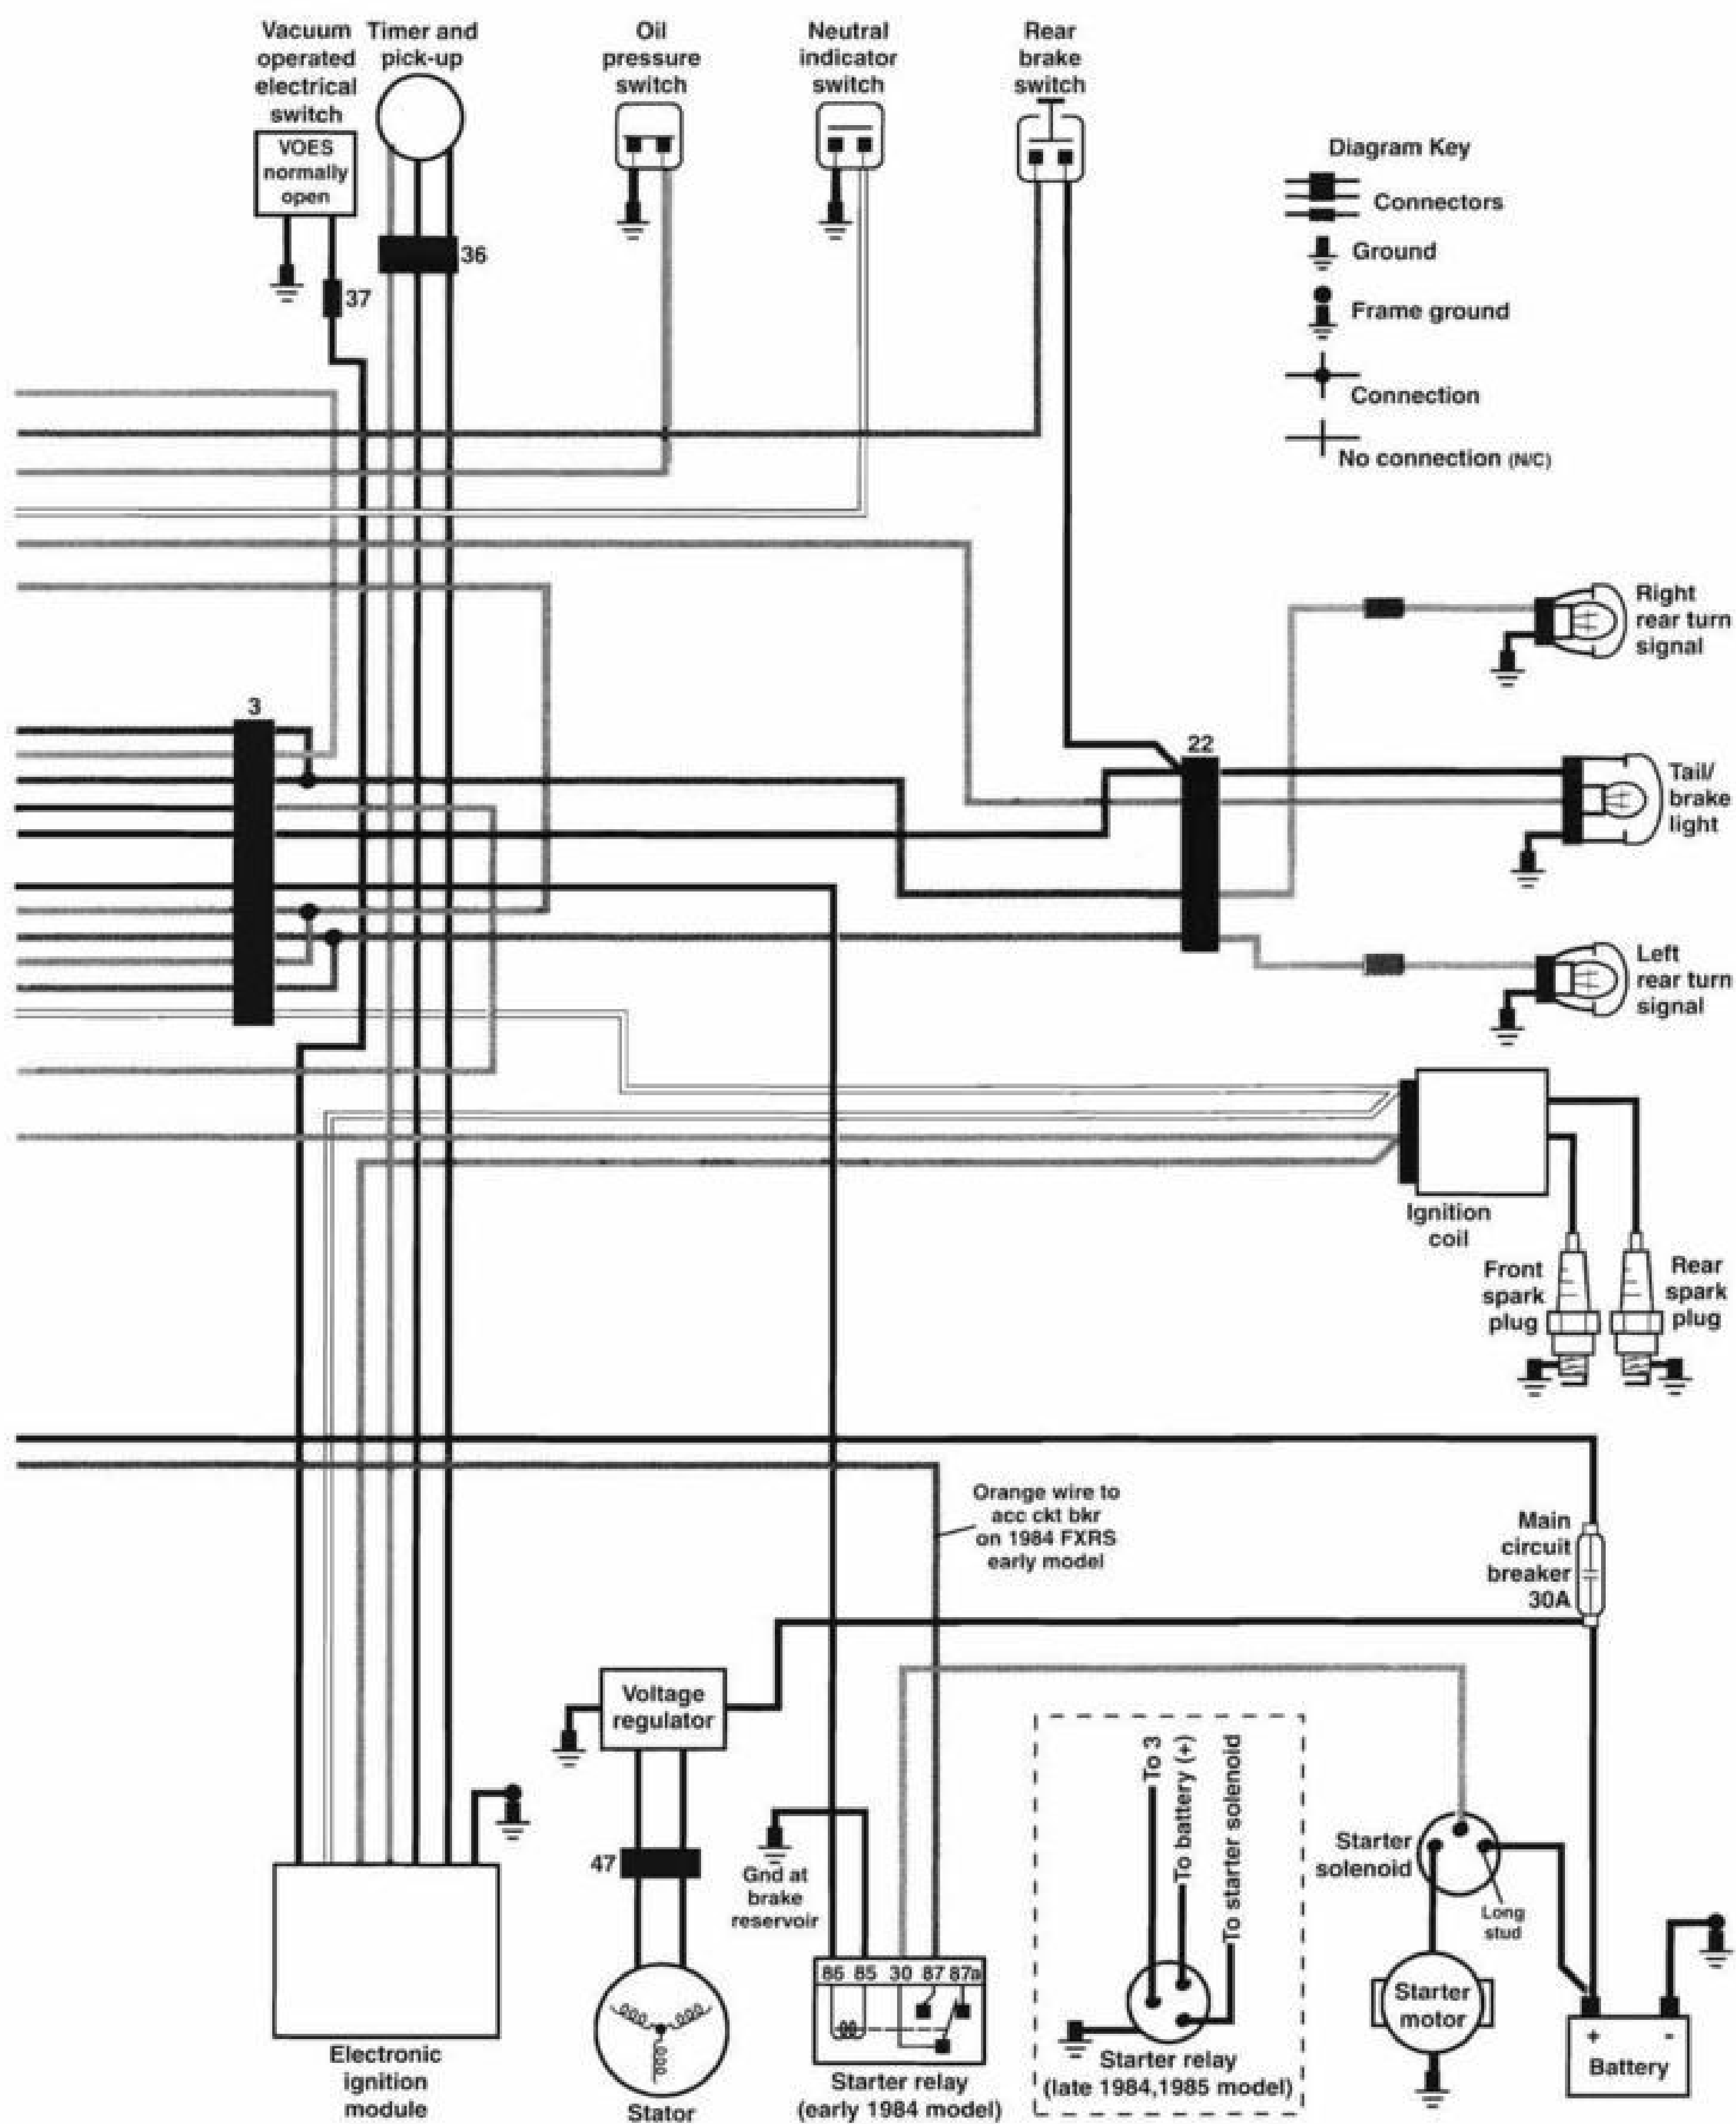 Vacuum
operated
electrical
switch
Timer and
pick-up
Oil
pressure
switch
Neutral
indicator
switch
Rear
brake
switch
VOES
normally
open
36
37
Diagram Key
Connectors
Ground
Frame ground
Connection
No connection (N/C)
Right
rear turn
signal
3
22
Tail/
brake
light
Left
rear turn
signal
Ignition
coil
Front
spark
plug
Rear
spark
plug
Orange wire to
acc ckt bkr
on 1984 FXRS
early model
Main
circuit
breaker
30A
Voltage
regulator
47
Gnd at
brake
reservoir
To 3
To battery (+)
To starter solenoid
Starter
solenoid
Long
stud
86 85 30 87 87a
Starter
motor
+ -
Battery
Electronic
ignition
module
Stator
Starter relay
(early 1984 model)
Starter relay
(late 1984,1985 model)